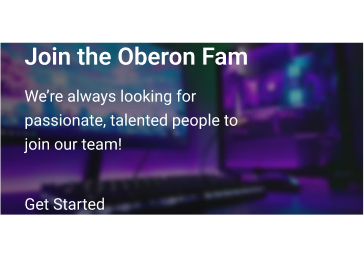 Join the Oberon Fam
We’re always looking for
passionate, talented people to
join our team!
Get Started